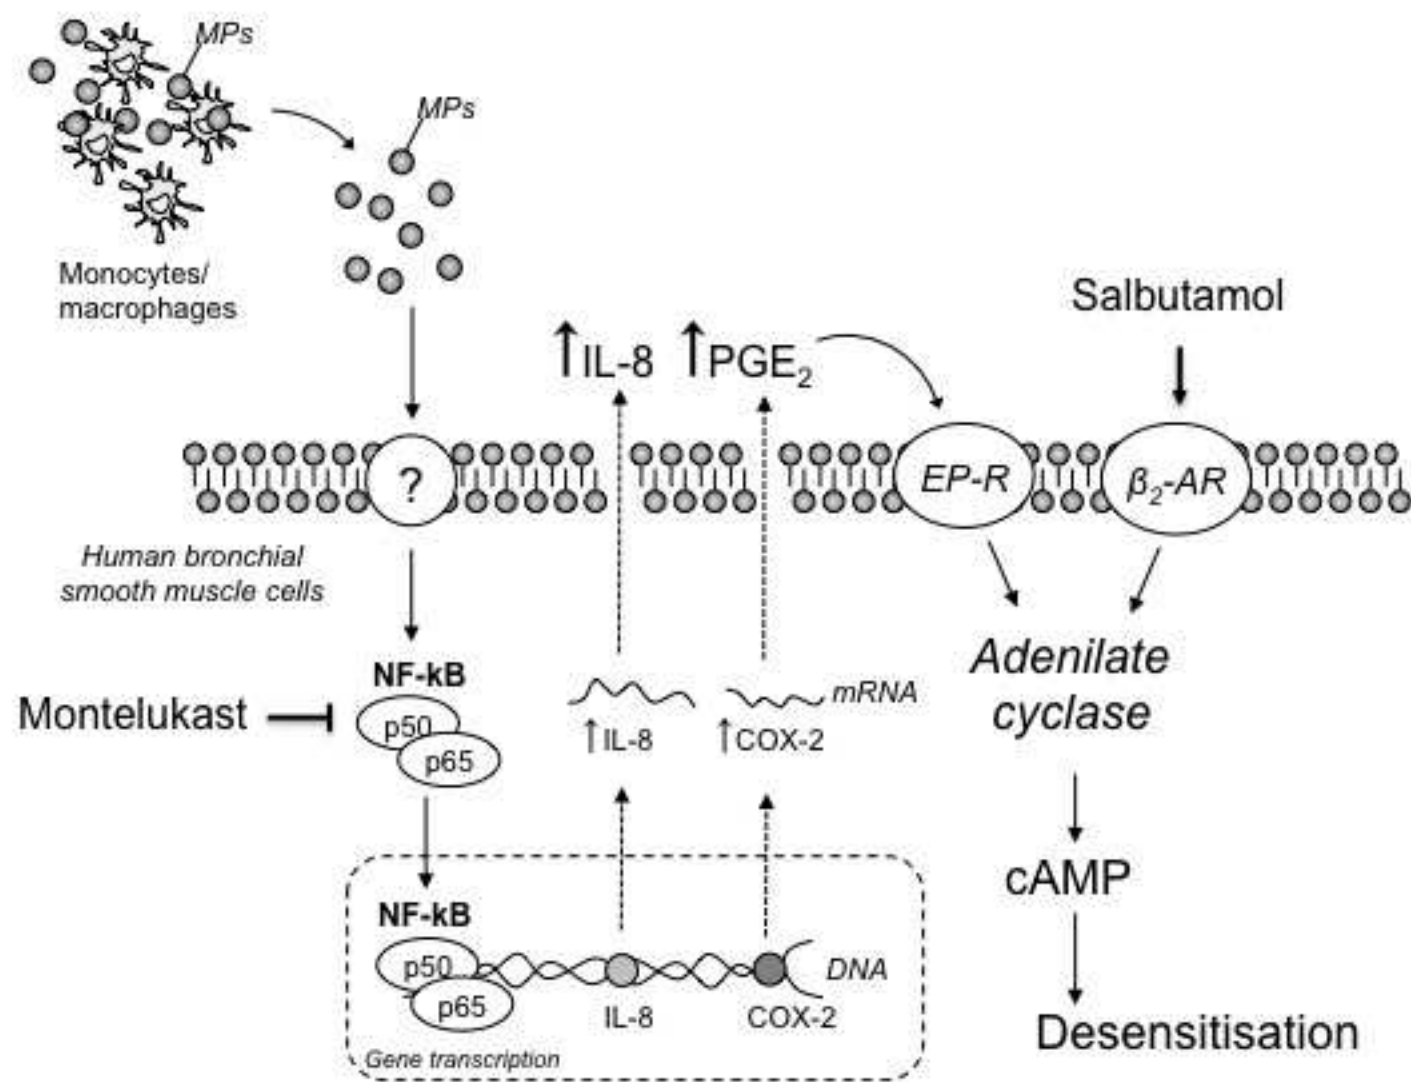 MPs
MPs
Monocytes/
macrophages
Salbutamol
↑IL-8 ↑PGE₂
?
EP-R
β₂-AR
Human bronchial
smooth muscle cells
NF-kB
p50
p65
Montelukast
mRNA
↑IL-8
↑COX-2
Adenilate
cyclase
cAMP
NF-kB
p50
p65
DNA
IL-8
COX-2
Gene transcription
Desensitisation